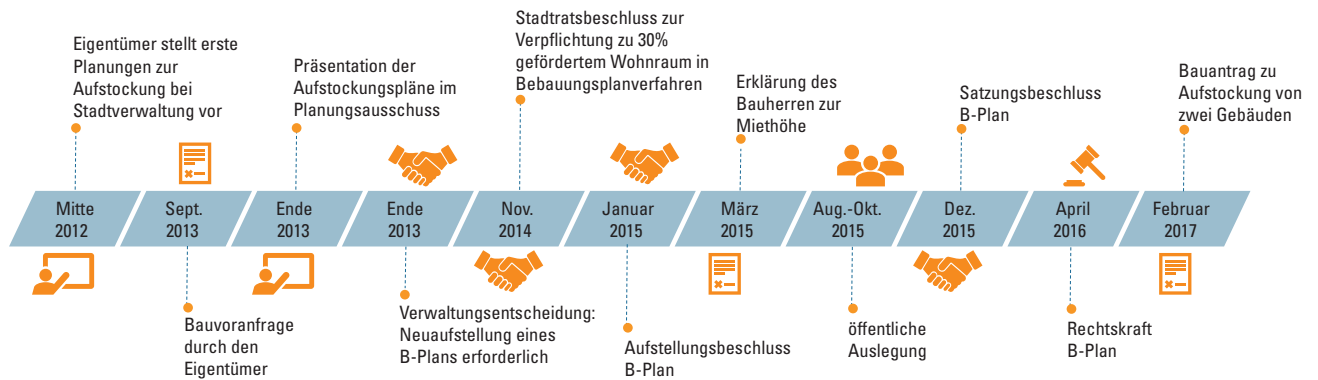 Eigentümer stellt erste
Planungen zur
Aufstockung bei
Stadtverwaltung vor
Präsentation der
Aufstockungspläne im
Planungsausschuss
Stadtratsbeschluss zur
Verpflichtung zu 30%
gefördertem Wohnraum in
Bebauungsplanverfahren
Erklärung des
Bauherren zur
Miethöhe
Satzungsbeschluss
B-Plan
Bauantrag zu
Aufstockung von
zwei Gebäuden
Mitte
2012
Sept.
2013
Ende
2013
Ende
2013
Nov.
2014
Januar
2015
März
2015
Aug.-Okt.
2015
Dez.
2015
April
2016
Februar
2017
Bauvoranfrage
durch den
Eigentümer
Verwaltungsentscheidung:
Neuaufstellung eines
B-Plans erforderlich
Aufstellungsbeschluss
B-Plan
öffentliche
Auslegung
Rechtskraft
B-Plan